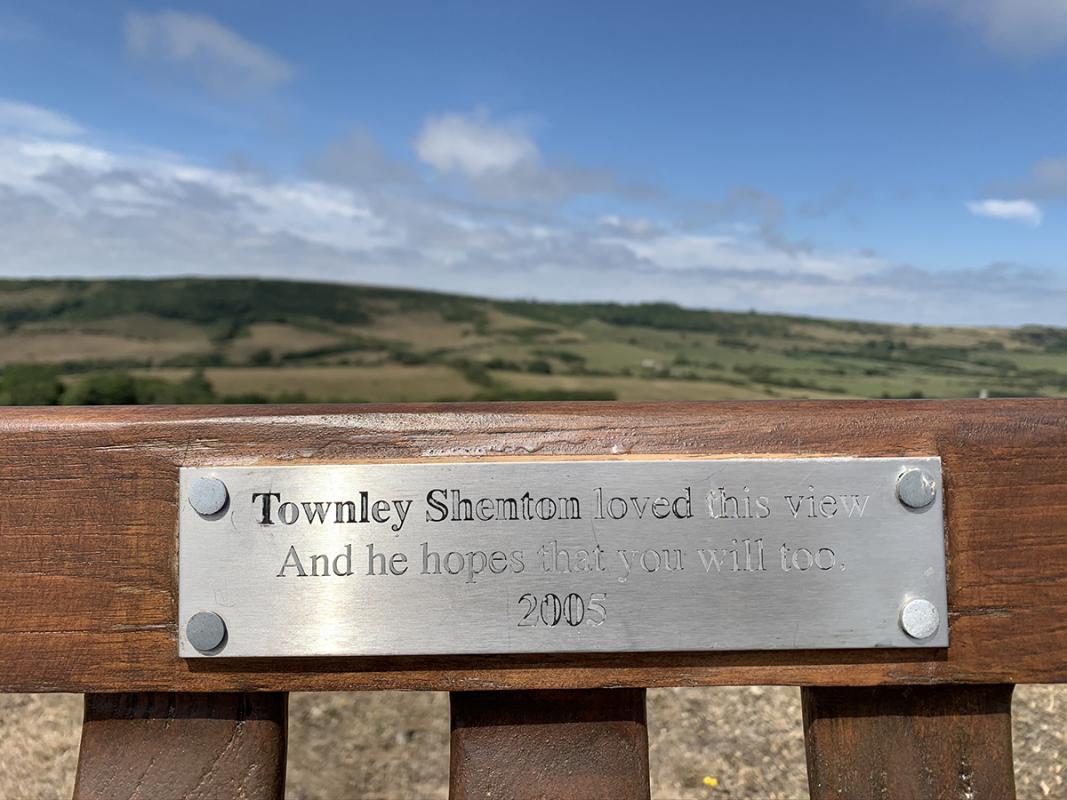 Townley Shenton loved this view
And he hopes that you will too.
2005